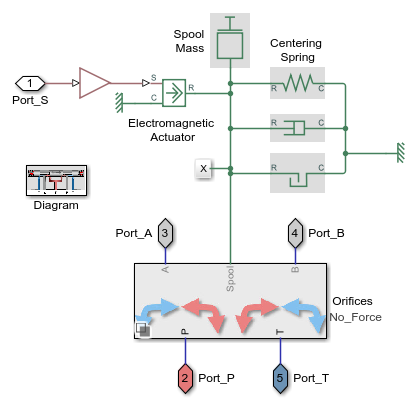 Spool
Mass
Centering
Spring
R C
1
Port_S
S
C
R
Electromagnetic
Actuator
R C
X
R C
Diagram
Port_A 3
4 Port_B
A
Spool
B
Orifices
No_Force
P
T
2 Port_P
5 Port_T